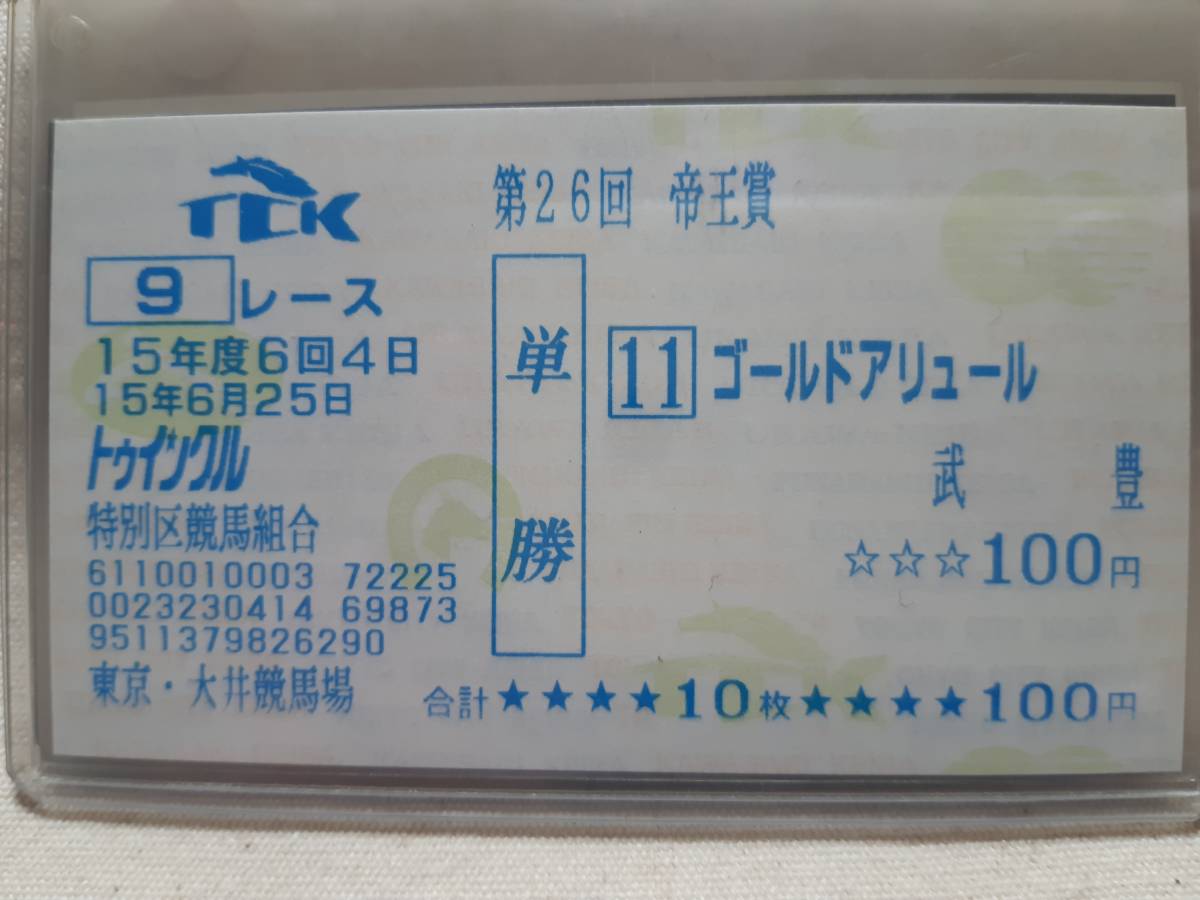 TCK
第26回 帝王賞
9 レース
15年度6回4日
15年6月25日
トゥインクル
特別区競馬組合
6110010003 72225
0023230414 69873
9511379826290
東京・大井競馬場
単勝
11 ゴールドアリュール
武 豊
☆☆☆100円
合計★★★★10枚★★★★100円